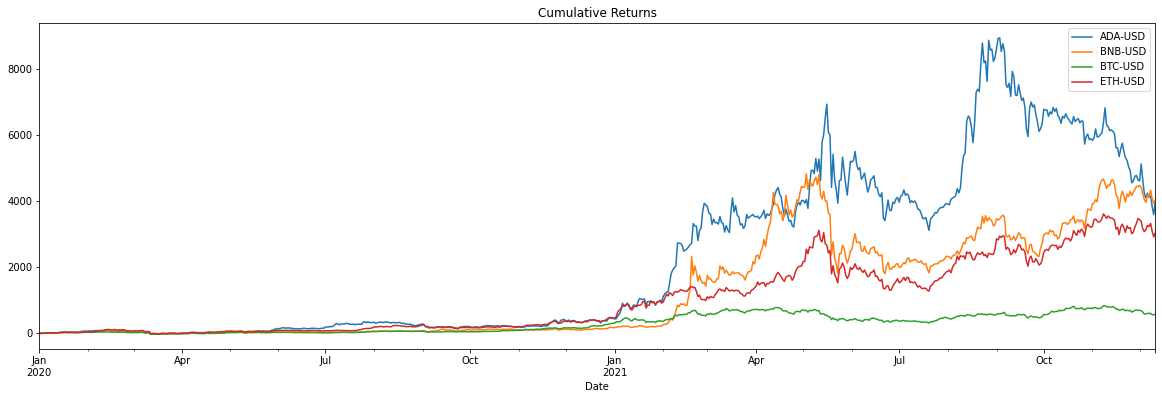 Cumulative Returns
8000
6000
4000
2000
0
ADA-USD
BNB-USD
BTC-USD
ETH-USD
Jan
2020
Apr
Jul
Oct
Jan
2021
Apr
Jul
Oct
Date